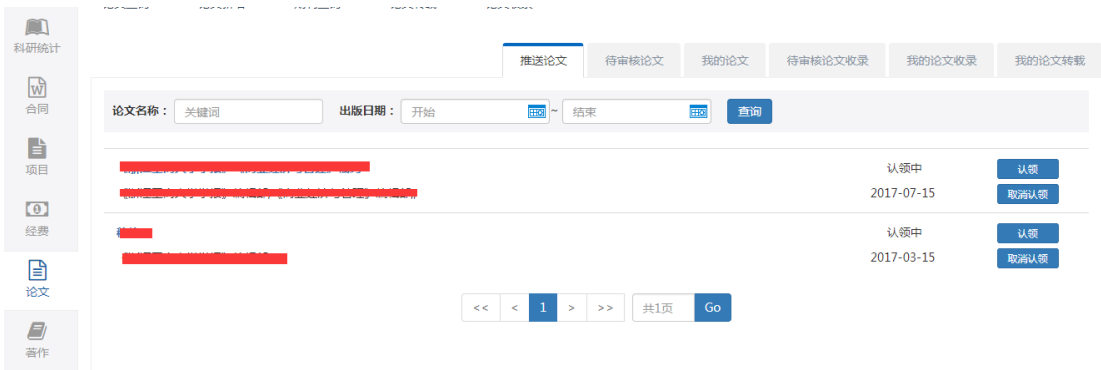 科研统计
合同
项目
经费
论文
著作
推送论文 待审核论文 我的论文 待审核论文收录 我的论文收录 我的论文转载
论文名称： 关键词 出版日期： 开始 ~ 结束 查询
认领中 认领
2017-07-15 取消认领
认领中 认领
2017-03-15 取消认领
<< < 1 > >> 共1页 Go